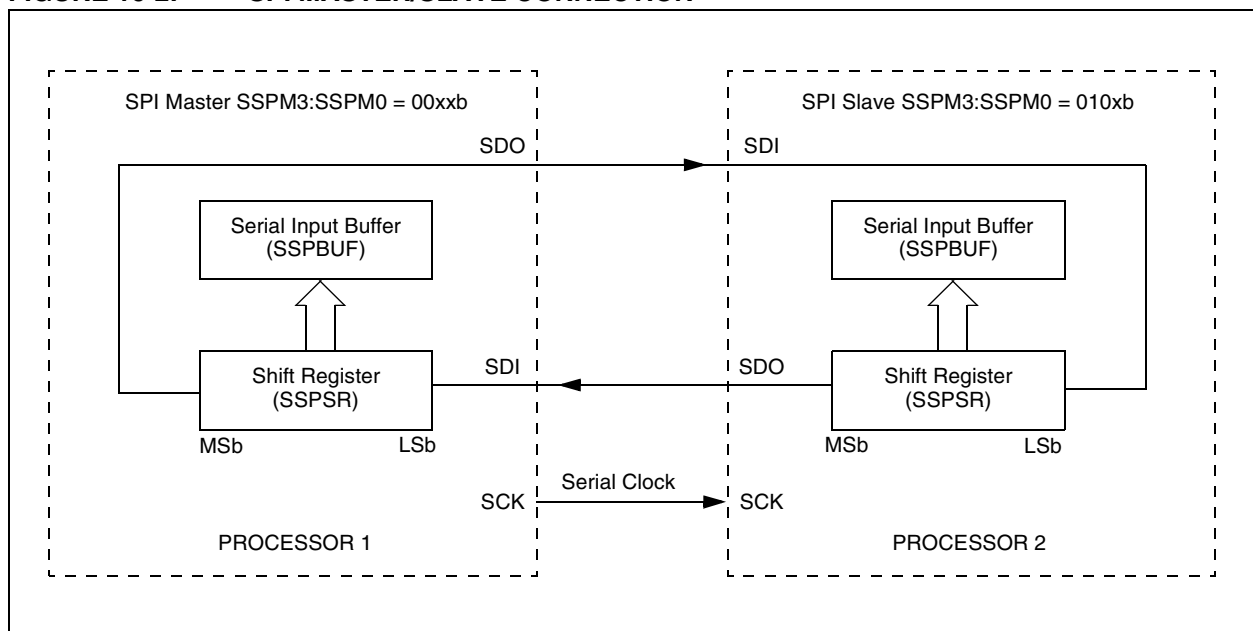 SPI Master SSPM3:SSPM0 = 00xxb
SDO
Serial Input Buffer
(SSPBUF)
Shift Register
(SSPSR)
MSb
LSb
SDI
SCK
PROCESSOR 1
Serial Clock
SPI Slave SSPM3:SSPM0 = 010xb
SDI
Serial Input Buffer
(SSPBUF)
SDO
Shift Register
(SSPSR)
MSb
LSb
SCK
PROCESSOR 2